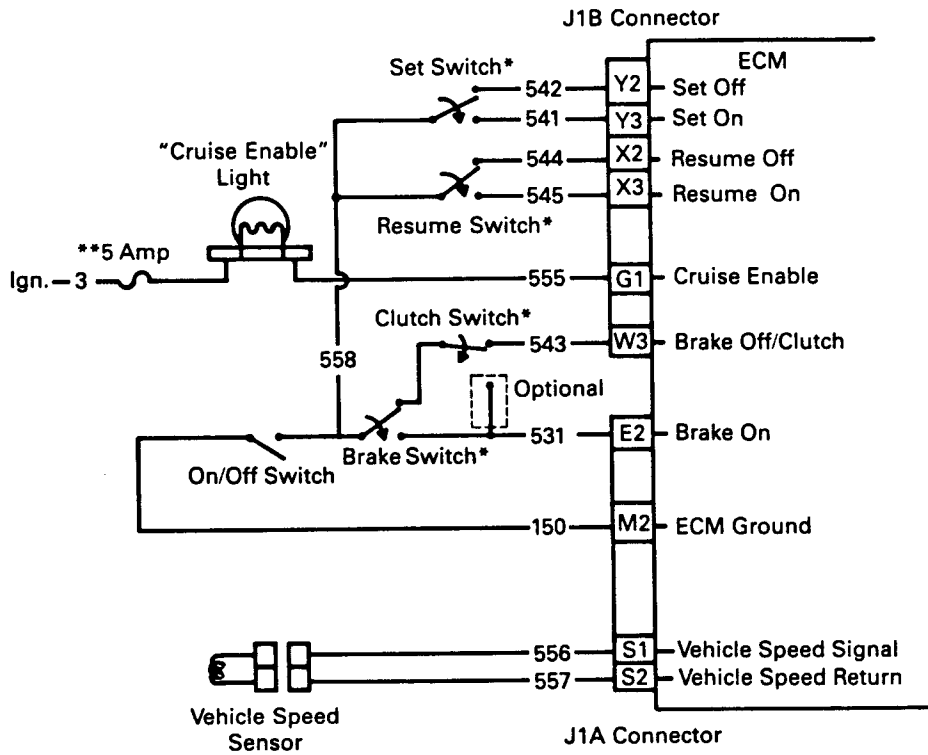 J1B Connector
ECM
Set Switch*
542
Y2
Set Off
541
Y3
Set On
"Cruise Enable"
Light
544
X2
Resume Off
545
X3
Resume On
Resume Switch*
**5 Amp
Ign.
3
555
G1
Cruise Enable
Clutch Switch*
543
W3
Brake Off/Clutch
558
Optional
531
E2
Brake On
On/Off Switch
Brake Switch*
150
M2
ECM Ground
556
S1
Vehicle Speed Signal
557
S2
Vehicle Speed Return
Vehicle Speed
Sensor
J1A Connector